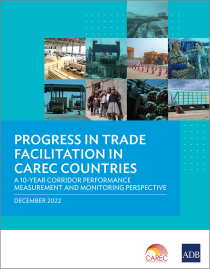 PROGRESS IN TRADE
FACILITATION IN
CAREC COUNTRIES
A 10-YEAR CORRIDOR PERFORMANCE
MEASUREMENT AND MONITORING PERSPECTIVE
DECEMBER 2022
CAREC
ADB